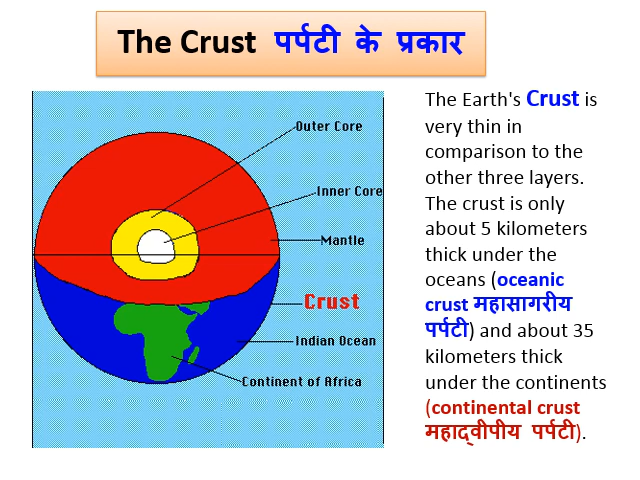 The Crust पर्पटी के प्रकार
Outer Core
Inner Core
Mantle
Crust
Indian Ocean
Continent of Africa
The Earth's Crust is
very thin in
comparison to the
other three layers.
The crust is only
about 5 kilometers
thick under the
oceans (oceanic
crust महासागरीय
पर्पटी) and about 35
kilometers thick
under the continents
(continental crust
महाद्वीपीय पर्पटी).